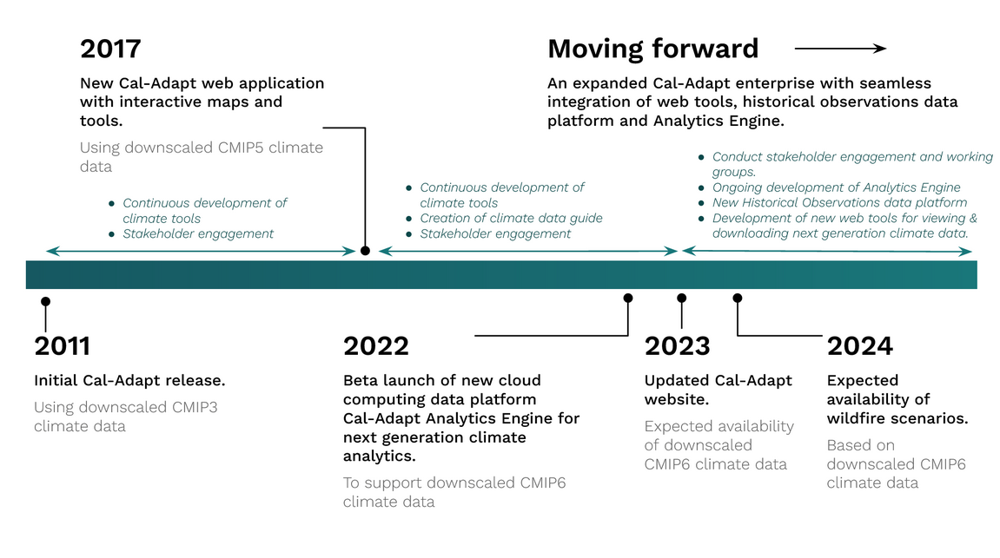 2017
New Cal-Adapt web application
with interactive maps and
tools.
Using downscaled CMIP5 climate
data
Moving forward
An expanded Cal-Adapt enterprise with seamless
integration of web tools, historical observations data
platform and Analytics Engine.
● Continuous development of
climate tools
● Stakeholder engagement
● Continuous development of
climate tools
● Creation of climate data guide
● Stakeholder engagement
● Conduct stakeholder engagement and working
groups.
● Ongoing development of Analytics Engine
● New Historical Observations data platform
● Development of new web tools for viewing &
downloading next generation climate data.
2011
Initial Cal-Adapt release.
Using downscaled CMIP3
climate data
2022
Beta launch of new cloud
computing data platform
Cal-Adapt Analytics Engine for
next generation climate
analytics.
To support downscaled CMIP6
climate data
2023
Updated Cal-Adapt
website.
Expected availability
of downscaled
CMIP6 climate data
2024
Expected
availability of
wildfire scenarios.
Based on
downscaled CMIP6
climate data